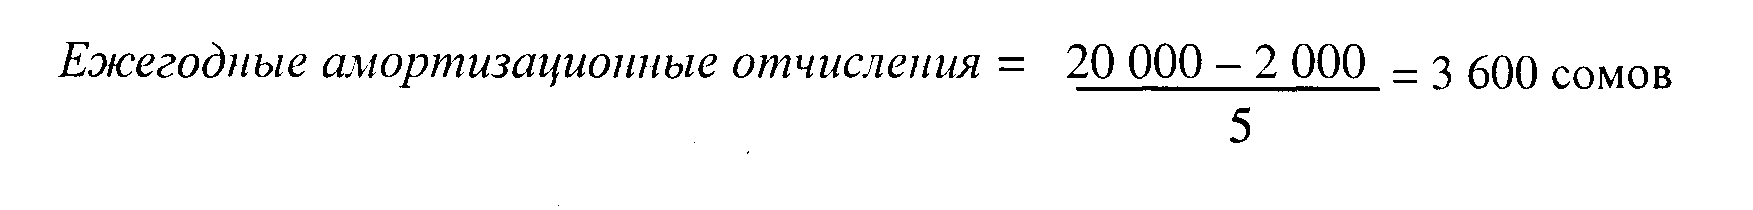 Ежегодные амортизационные отчисления = 20 000 – 2 000 = 3 600 сомов
5